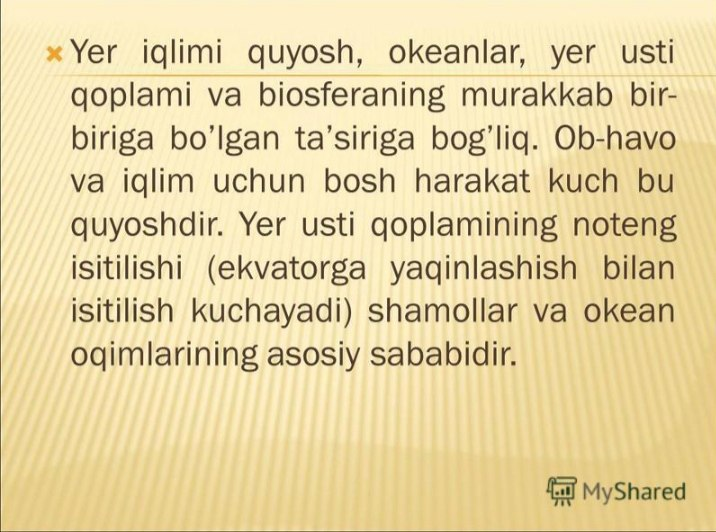 Yer iqlimi quyosh, okeanlar, yer usti
qoplami va biosferaning murakkab bir-
biriga bo’lgan ta’siriga bog’liq. Ob-havo
va iqlim uchun bosh harakat kuch bu
quyoshdir. Yer usti qoplamining noteng
isitilishi (ekvatorga yaqinlashish bilan
isitilish kuchayadi) shamollar va okean
oqimlarining asosiy sababidir.
MyShared